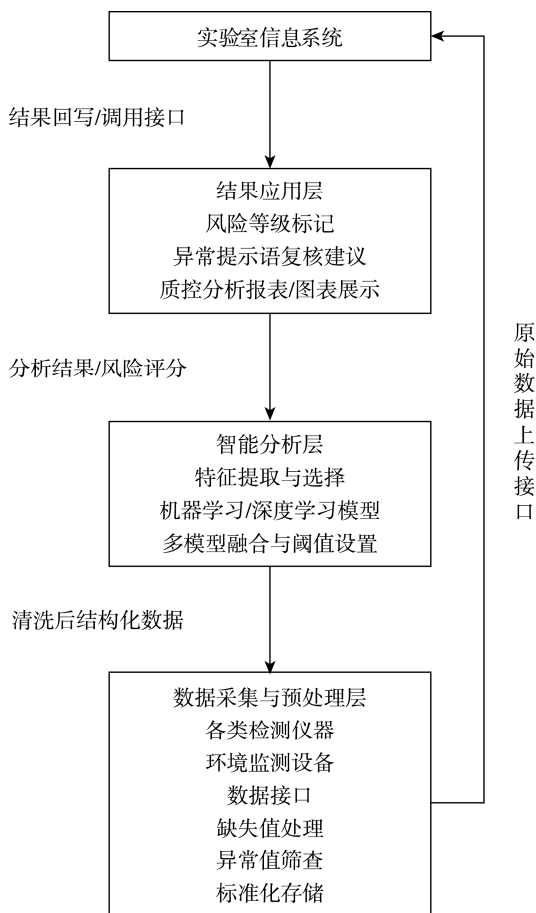 实验室信息系统
结果回写/调用接口
结果应用层
风险等级标记
异常提示语复核建议
质控分析报表/图表展示
分析结果/风险评分
智能分析层
特征提取与选择
机器学习/深度学习模型
多模型融合与阈值设置
清洗后结构化数据
数据采集与预处理层
各类检测仪器
环境监测设备
数据接口
缺失值处理
异常值筛查
标准化存储
原始数据上传接口